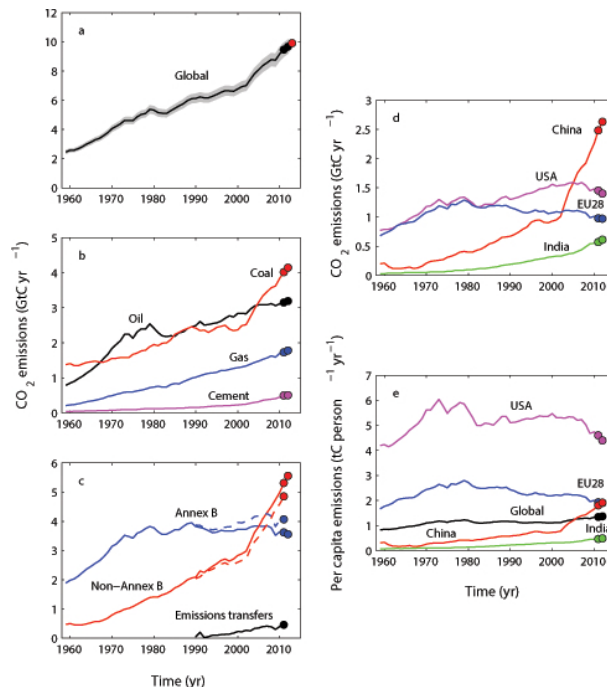 a
Global
12
10
8
6
4
2
0
1960 1970 1980 1990 2000 2010
b
Coal
Oil
Gas
Cement
5
4
3
2
1
0
1960 1970 1980 1990 2000 2010
CO 2 emissions (GtC yr −1)
c
Annex B
Non−Annex B
Emissions transfers
6
5
4
3
2
1
0
1960 1970 1980 1990 2000 2010
Time (yr)
d
China
USA
EU28
India
3
2.5
2
1.5
1
0.5
0
1960 1970 1980 1990 2000 2010
CO 2 emissions (GtC yr −1)
e
USA
EU28
Global
China
India
7
6
5
4
3
2
1
0
1960 1970 1980 1990 2000 2010
Per capita emissions (tC person −1 yr−1)
Time (yr)